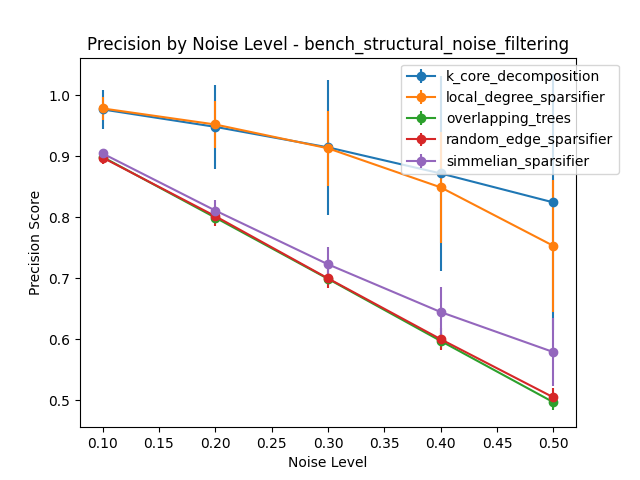 Precision by Noise Level - bench_structural_noise_filtering
k_core_decomposition
local_degree_sparsifier
overlapping_trees
random_edge_sparsifier
simmelian_sparsifier
Precision Score
1.0
0.9
0.8
0.7
0.6
0.5
0.10 0.15 0.20 0.25 0.30 0.35 0.40 0.45 0.50
Noise Level